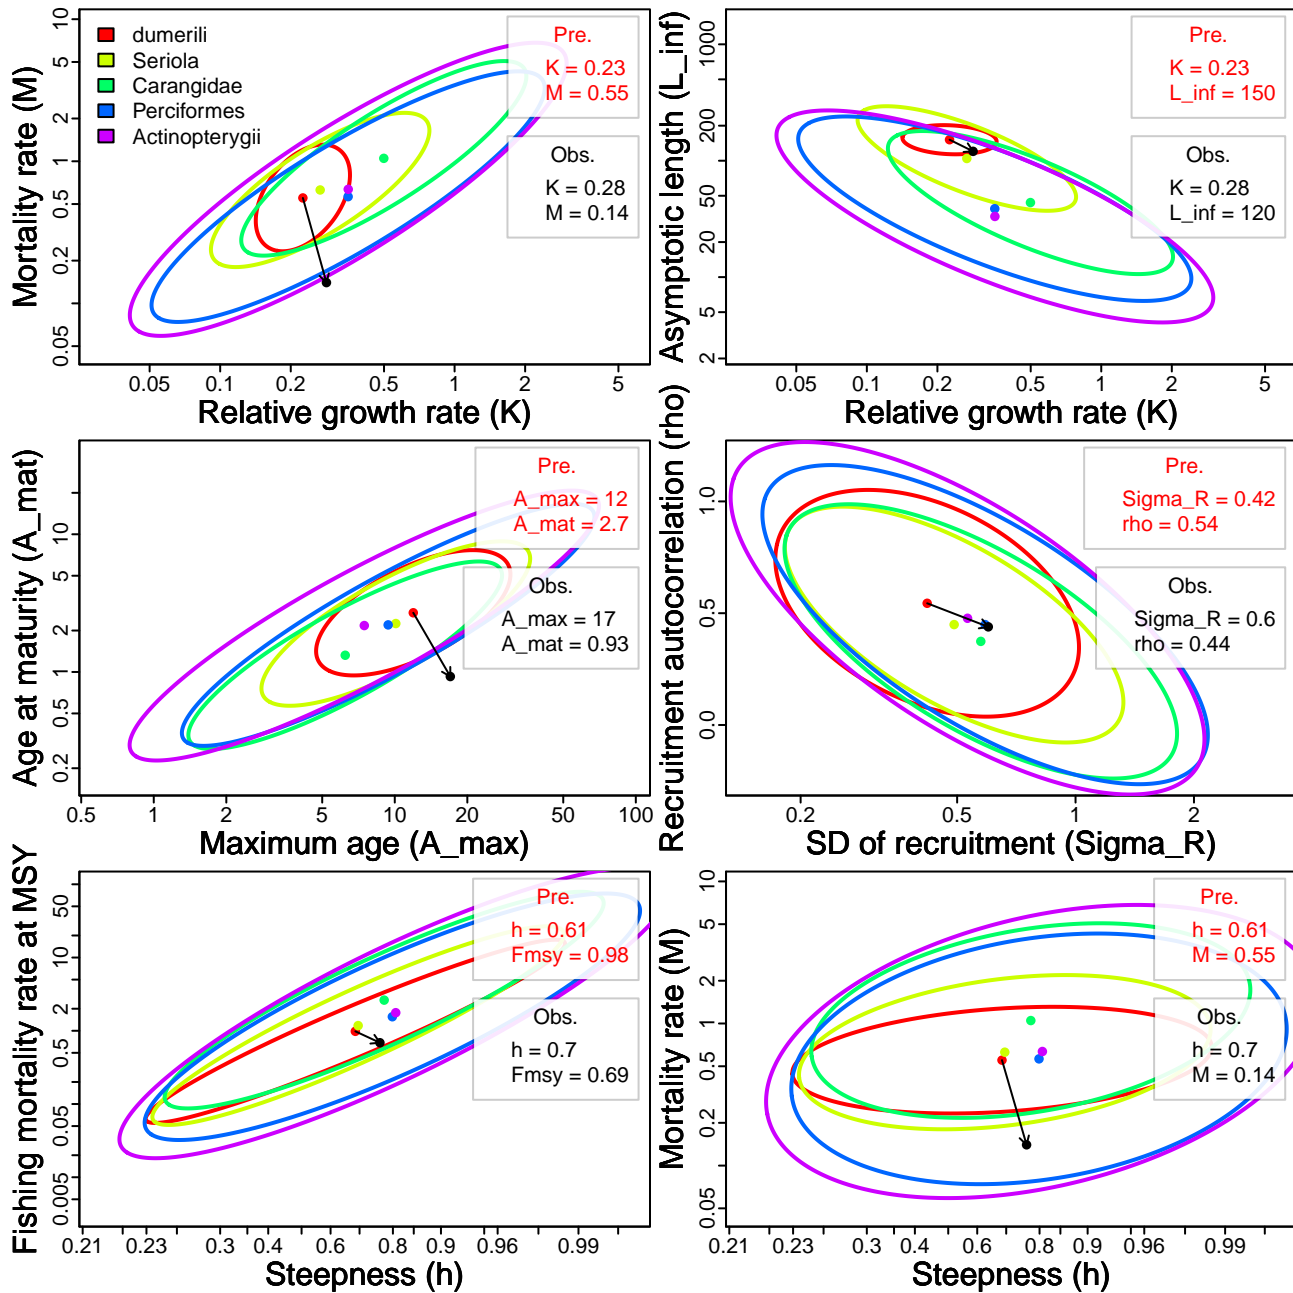 Mortality rate (M)
10
5
2
1
0.5
0.2
0.05
dumerili
Seriola
Carangidae
Perciformes
Actinopterygii
Pre.
K = 0.23
M = 0.55
Obs.
K = 0.28
M = 0.14
0.05
0.2
0.5
1
2
5
Relative growth rate (K)
Asymptotic length (L_inf)
1000
200
50
20
5
2
Pre.
K = 0.23
L_inf = 150
Obs.
K = 0.28
L_inf = 120
0.05
0.2
0.5
1
2
5
Relative growth rate (K)
Age at maturity (A_mat)
10
5
2
1
0.5
0.2
Pre.
A_max = 12
A_mat = 2.7
Obs.
A_max = 17
A_mat = 0.93
0.5
1
2
5
10
20
50
100
Maximum age (A_max)
Recruitment autocorrelation (rho)
1.0
0.5
0.0
Pre.
Sigma_R = 0.42
rho = 0.54
Obs.
Sigma_R = 0.6
rho = 0.44
0.2
0.5
1
2
SD of recruitment (Sigma_R)
Fishing mortality rate at MSY
50
10
2
0.5
0.05
0.005
Pre.
h = 0.61
Fmsy = 0.98
Obs.
h = 0.7
Fmsy = 0.69
0.21
0.23
0.3
0.4
0.6
0.8
0.9
0.96
0.99
Steepness (h)
Mortality rate (M)
10
5
2
1
0.5
0.2
0.05
Pre.
h = 0.61
M = 0.55
Obs.
h = 0.7
M = 0.14
0.21
0.23
0.3
0.4
0.6
0.8
0.9
0.96
0.99
Steepness (h)